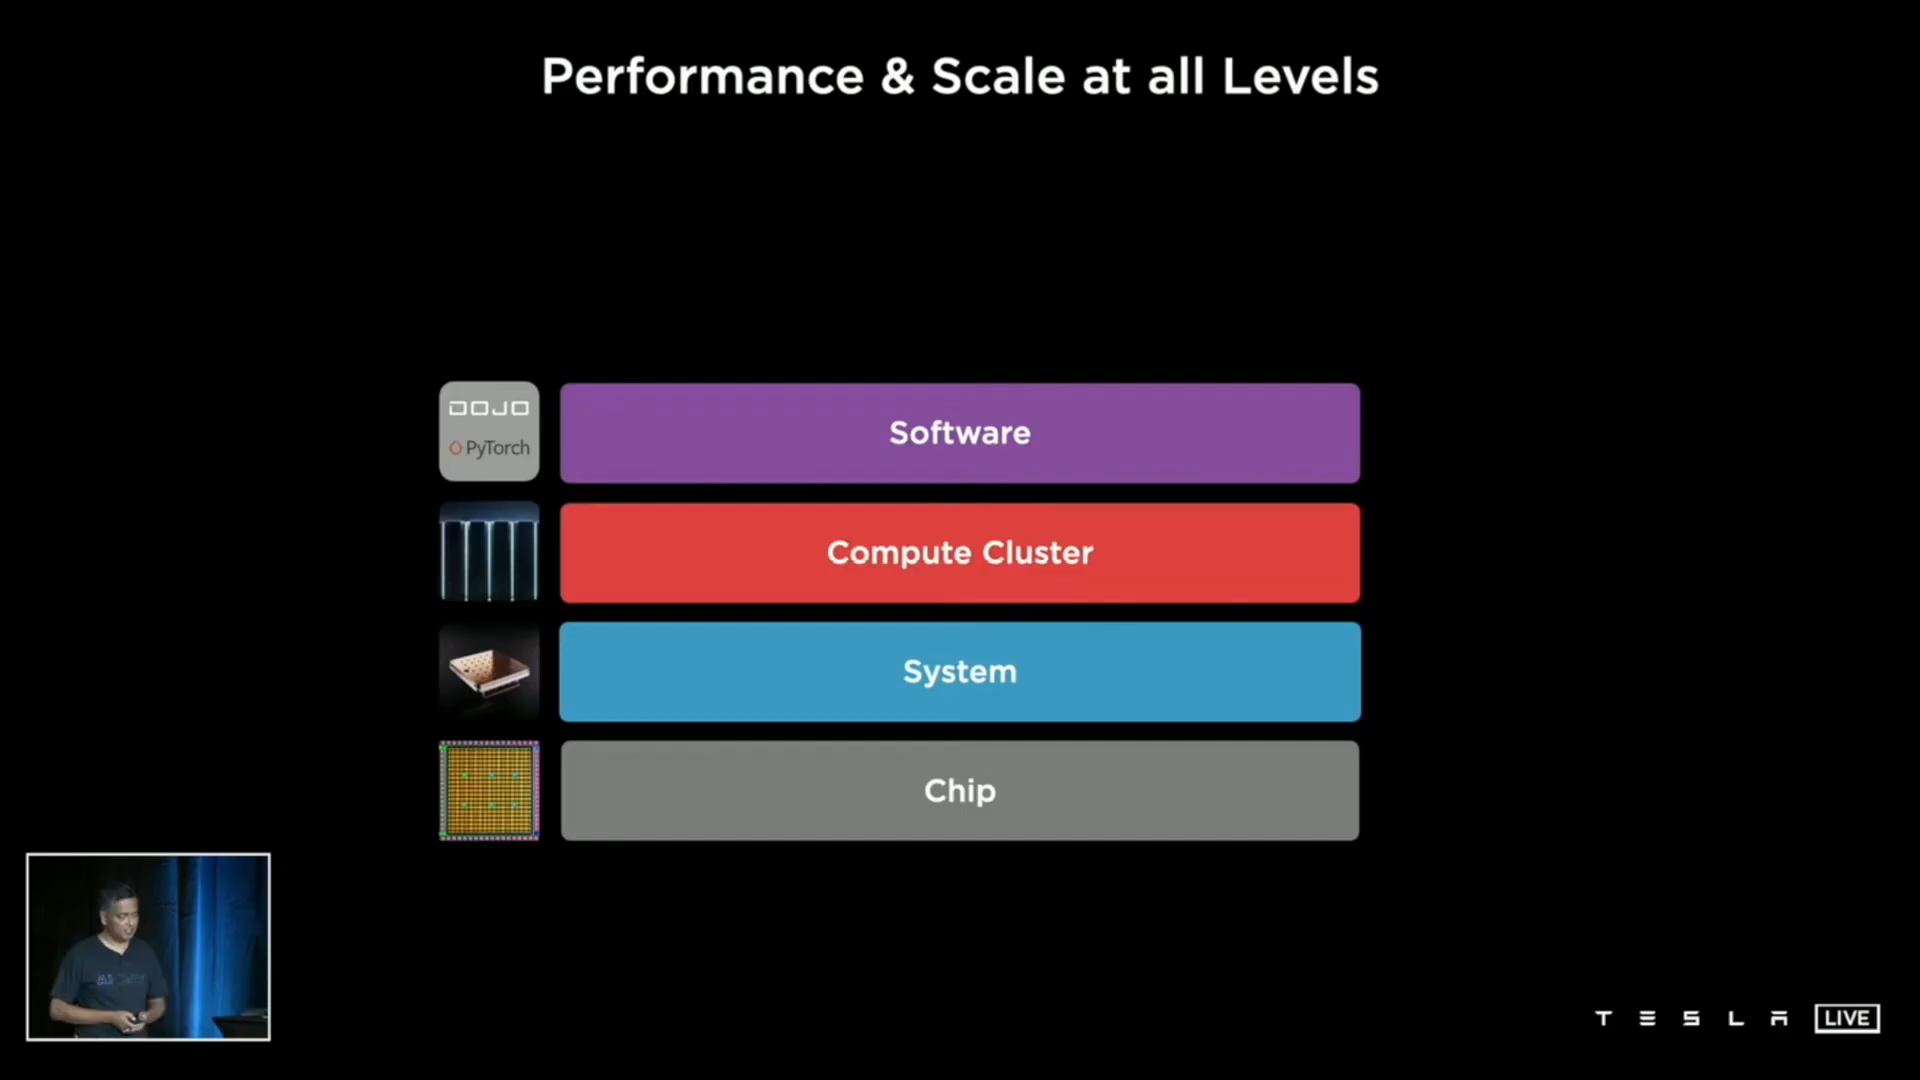 Performance & Scale at all Levels
DOJO
PyTorch
Software
Compute Cluster
System
Chip
TESLA LIVE